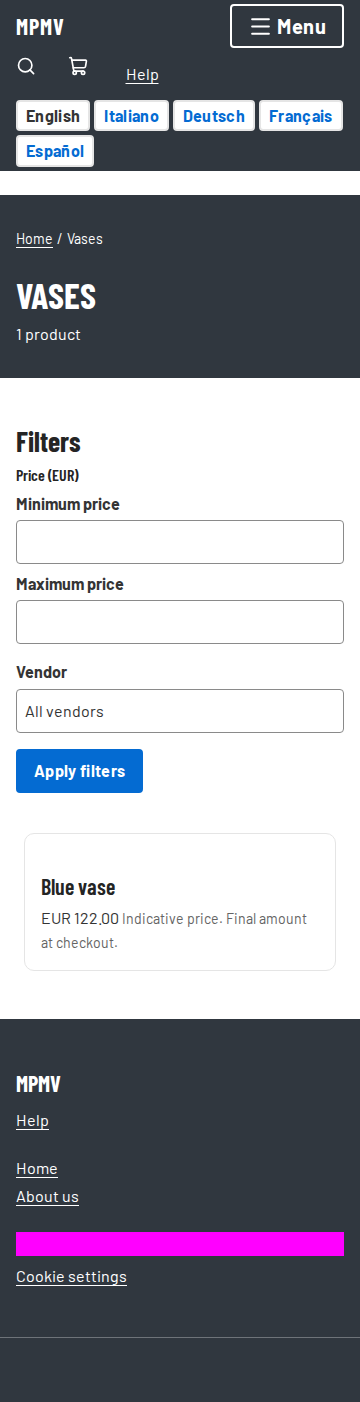 MPMV
Menu
Help
English Italiano Deutsch Français
Español
Home / Vases
VASES
1 product
Filters
Price (EUR)
Minimum price
Maximum price
Vendor
All vendors
Apply filters
Blue vase
EUR 122.00 Indicative price. Final amount
at checkout.
MPMV
Help
Home
About us
Cookie settings